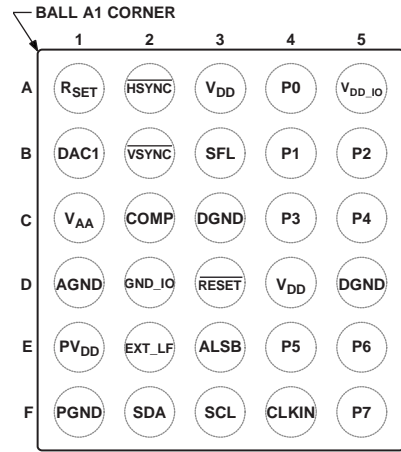 BALL A1 CORNER
1 2 3 4 5
A RSET HSYNC VDD P0 VDD_IO
B DAC1 VSYNC SFL P1 P2
C VAA COMP DGND P3 P4
D AGND GND_IO RESET VDD DGND
E PVDD EXT_LF ALSB P5 P6
F PGND SDA SCL CLKIN P7